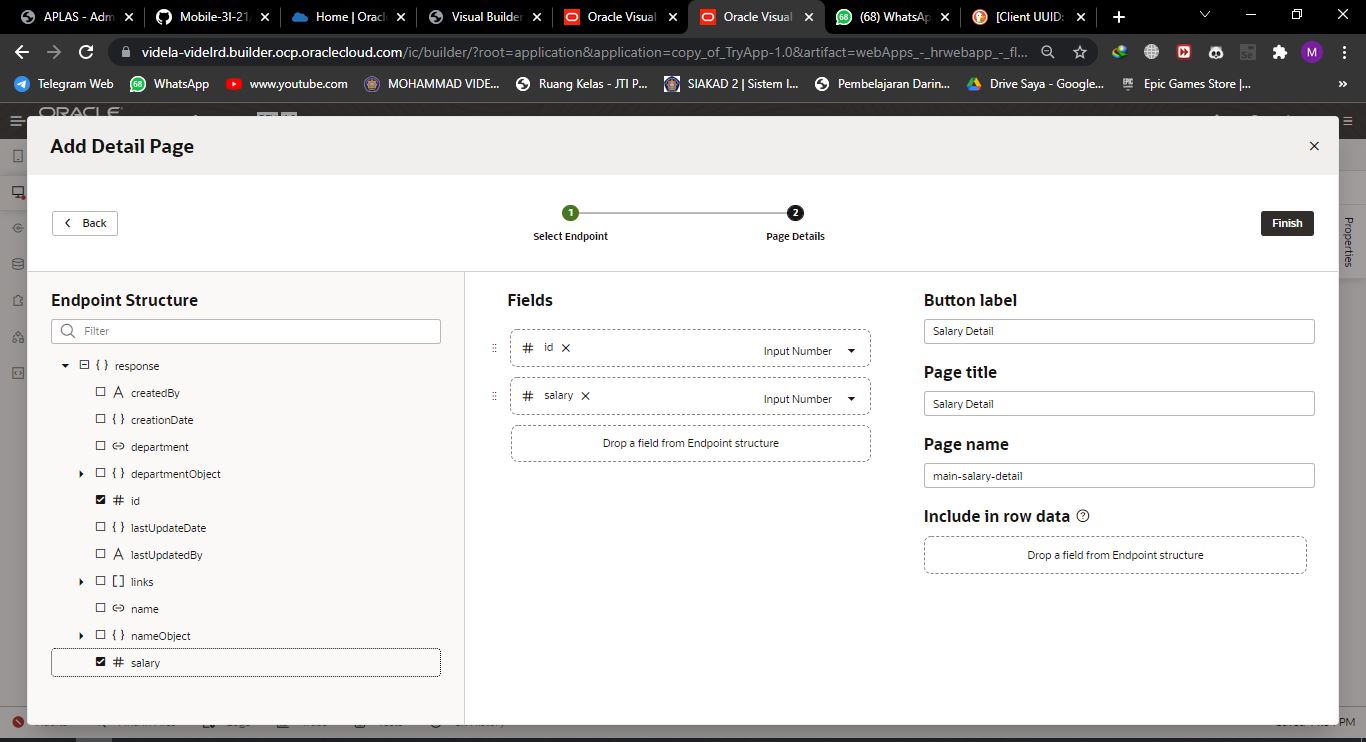 APLAS - Adm
Mobile-3I-21
Home | Oracl
Visual Builder
Oracle Visual
Oracle Visual
(68) WhatsAp
[Client UUID:
videla-videlrd.builder.ocp.oraclecloud.com/ic/builder/?root=application&application=copy_of_TryApp-1.0&artifact=webApps_-_hrwebapp_-_fl...
M
Telegram Web
WhatsApp
www.youtube.com
MOHAMMAD VIDE...
Ruang Kelas - JTI P...
SIAKAD 2 | Sistem I...
Pembelajaran Darin...
Drive Saya - Google...
Epic Games Store |...
ORACLE
Add Detail Page
Back
1
2
Select Endpoint
Page Details
Finish
Properties
Endpoint Structure
Filter
response
createdBy
creationDate
department
departmentObject
id
lastUpdateDate
lastUpdatedBy
links
name
nameObject
salary
Fields
id
Input Number
salary
Input Number
Drop a field from Endpoint structure
Button label
Salary Detail
Page title
Salary Detail
Page name
main-salary-detail
Include in row data
Drop a field from Endpoint structure
PM